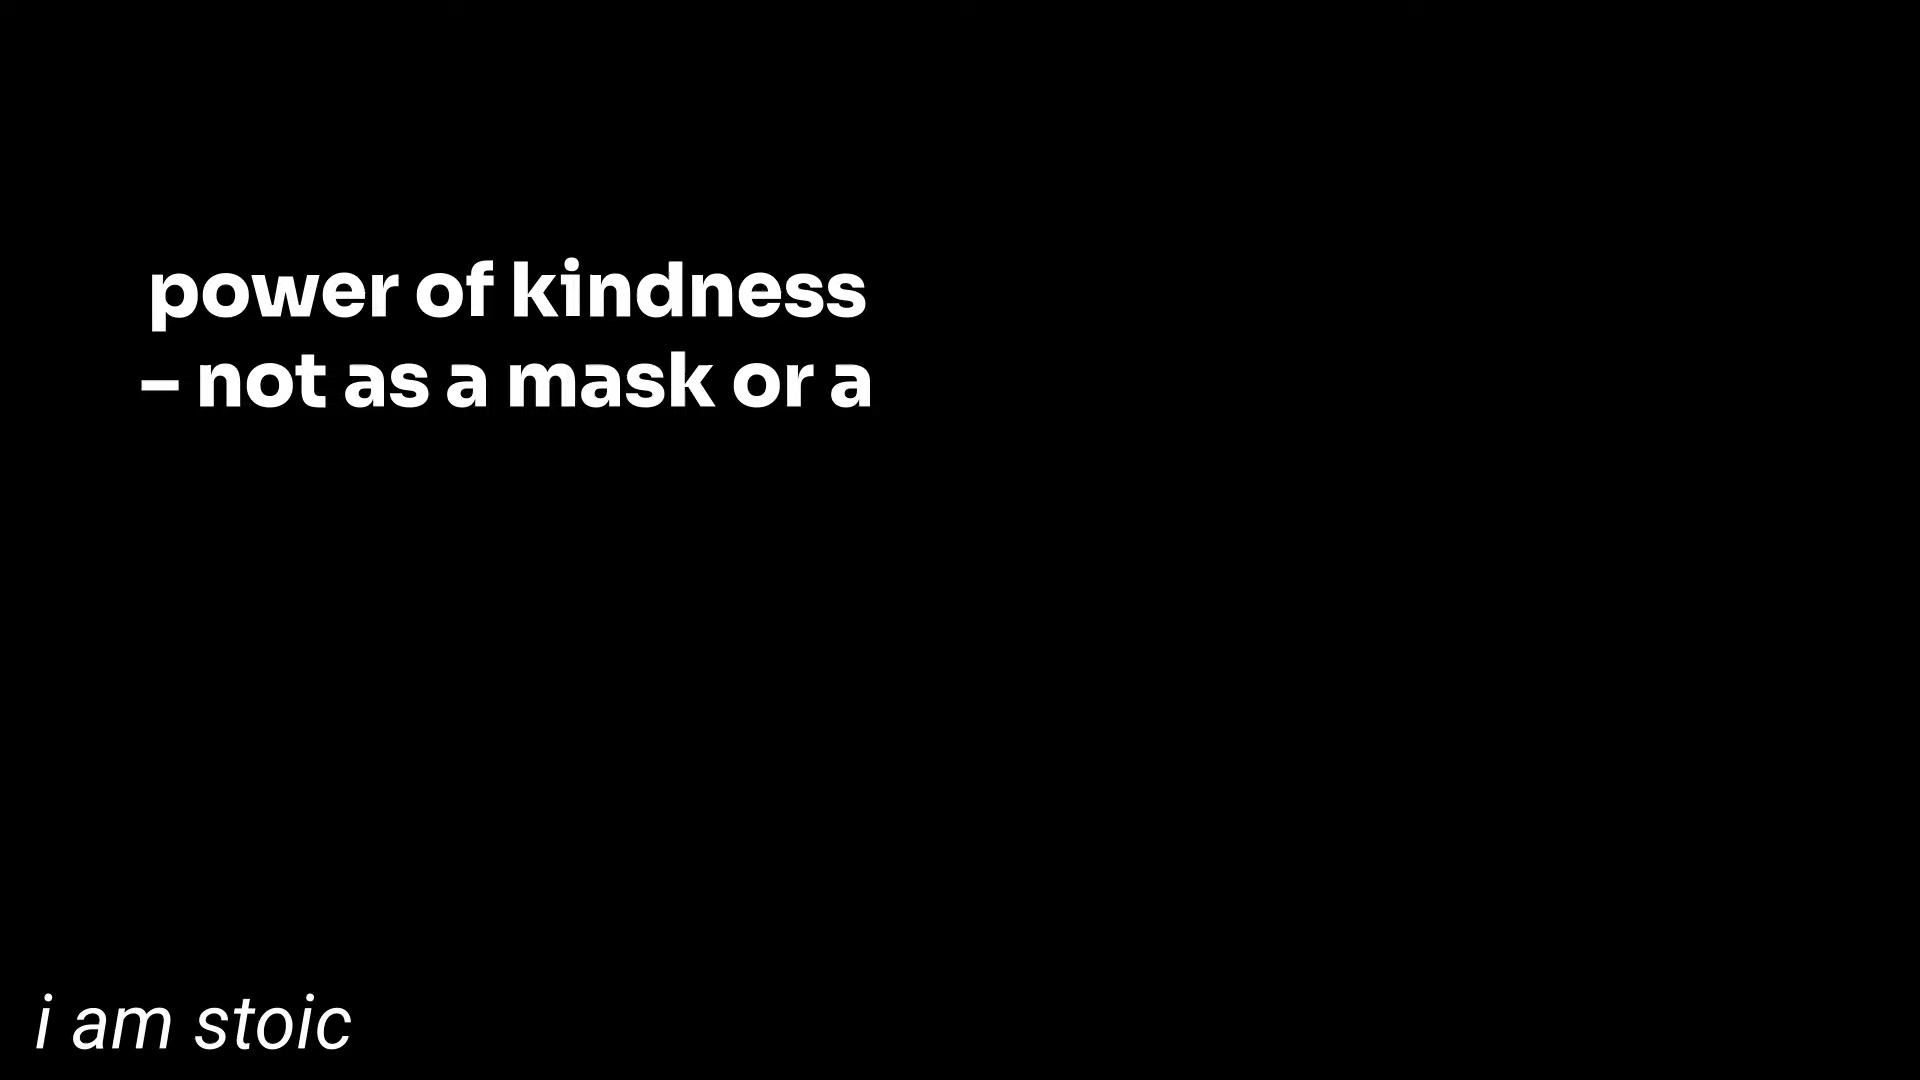 power of kindness
– not as a mask or a
i am stoic